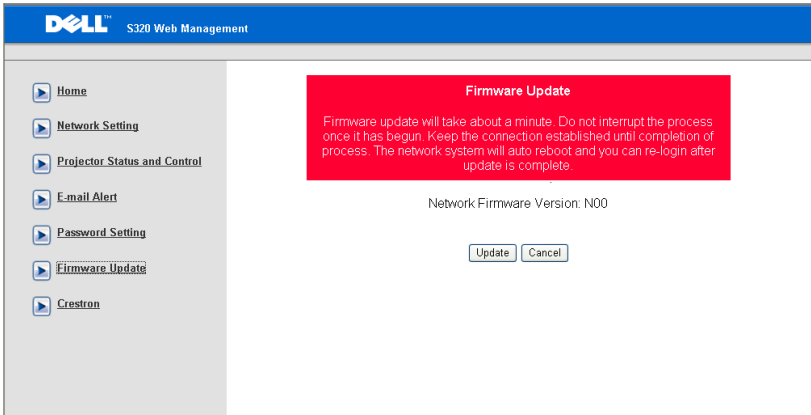 DELL™ S320 Web Management
Home
Network Setting
Projector Status and Control
E-mail Alert
Password Setting
Firmware Update
Crestron
Firmware Update
Firmware update will take about a minute. Do not interrupt the process
once it has begun. Keep the connection established until completion of
process. The network system will auto reboot and you can re-login after
update is complete.
Network Firmware Version: N00
Update Cancel